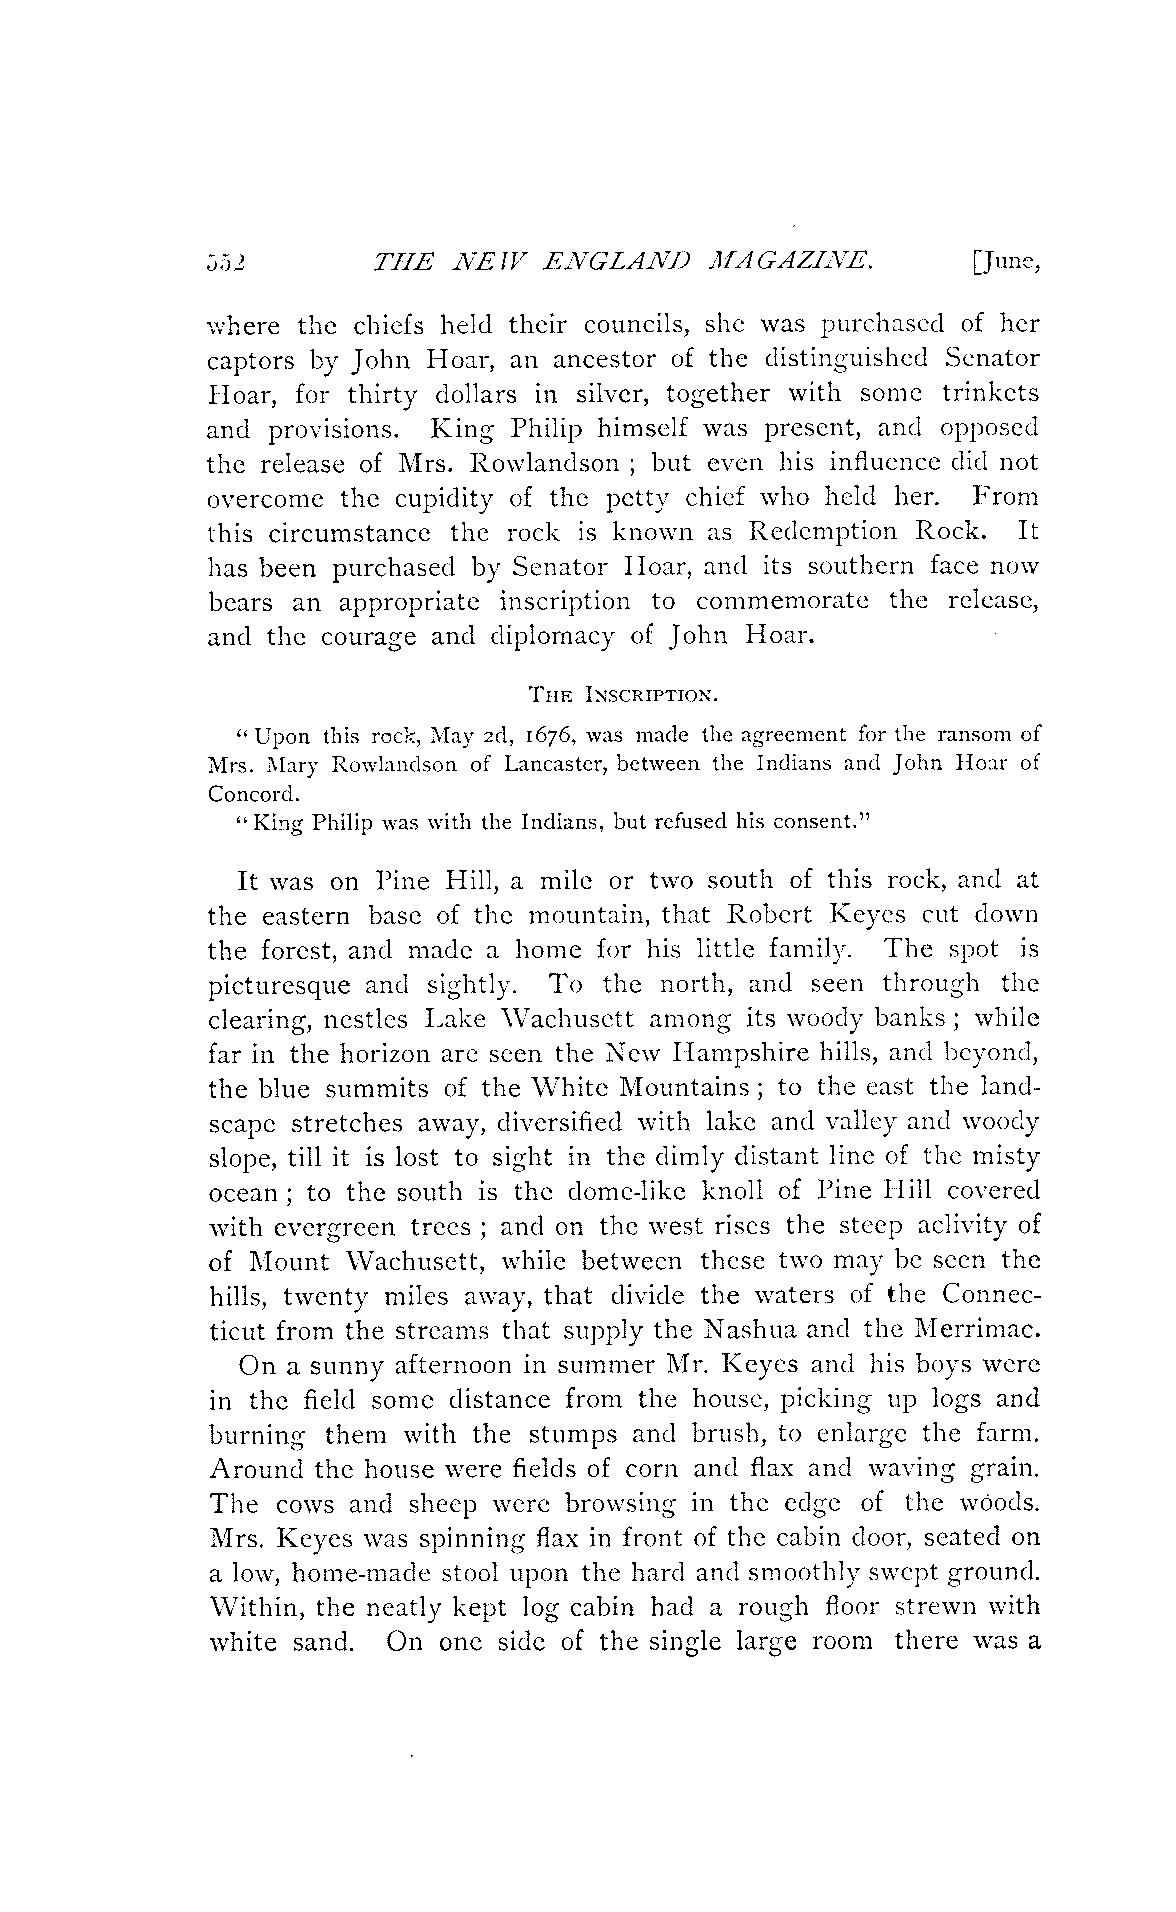 552 THE NEW ENGLAND MAGAZINE. [June,
where the chiefs held their councils, she was purchased of her
captors by John Hoar, an ancestor of the distinguished Senator
Hoar, for thirty dollars in silver, together with some trinkets
and provisions. King Philip himself was present, and opposed
the release of Mrs. Rowlandson ; but even his influence did not
overcome the cupidity of the petty chief who held her. From
this circumstance the rock is known as Redemption Rock. It
has been purchased by Senator Hoar, and its southern face now
bears an appropriate inscription to commemorate the release,
and the courage and diplomacy of John Hoar.
THE INSCRIPTION.
“ Upon this rock, May 2d, 1676, was made the agreement for the ransom of
Mrs. Mary Rowlandson of Lancaster, between the Indians and John Hoar of
Concord.
“ King Philip was with the Indians, but refused his consent.”
It was on Pine Hill, a mile or two south of this rock, and at
the eastern base of the mountain, that Robert Keyes cut down
the forest, and made a home for his little family. The spot is
picturesque and sightly. To the north, and seen through the
clearing, nestles Lake Wachusett among its woody banks ; while
far in the horizon are seen the New Hampshire hills, and beyond,
the blue summits of the White Mountains ; to the east the land-
scape stretches away, diversified with lake and valley and woody
slope, till it is lost to sight in the dimly distant line of the misty
ocean ; to the south is the dome-like knoll of Pine Hill covered
with evergreen trees ; and on the west rises the steep aclivity of
of Mount Wachusett, while between these two may be seen the
hills, twenty miles away, that divide the waters of the Connec-
ticut from the streams that supply the Nashua and the Merrimac.
On a sunny afternoon in summer Mr. Keyes and his boys were
in the field some distance from the house, picking up logs and
burning them with the stumps and brush, to enlarge the farm.
Around the house were fields of corn and flax and waving grain.
The cows and sheep were browsing in the edge of the woods.
Mrs. Keyes was spinning flax in front of the cabin door, seated on
a low, home-made stool upon the hard and smoothly swept ground.
Within, the neatly kept log cabin had a rough floor strewn with
white sand. On one side of the single large room there was a